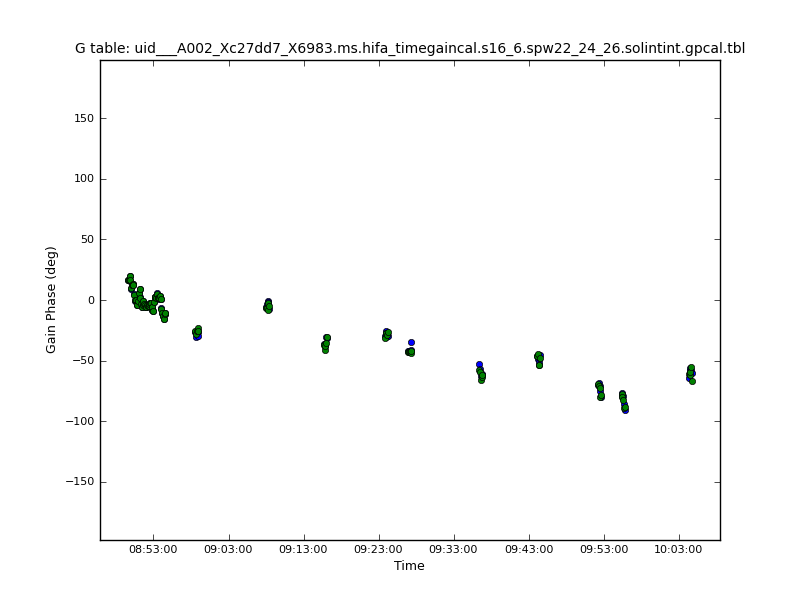 G table: uid___A002_Xc27dd7_X6983.ms.hifa_timegaincal.s16_6.spw22_24_26.solintint.gpcal.tbl
150
100
50
0
−50
−100
−150
Gain Phase (deg)
08:53:00 09:03:00 09:13:00 09:23:00 09:33:00 09:43:00 09:53:00 10:03:00
Time